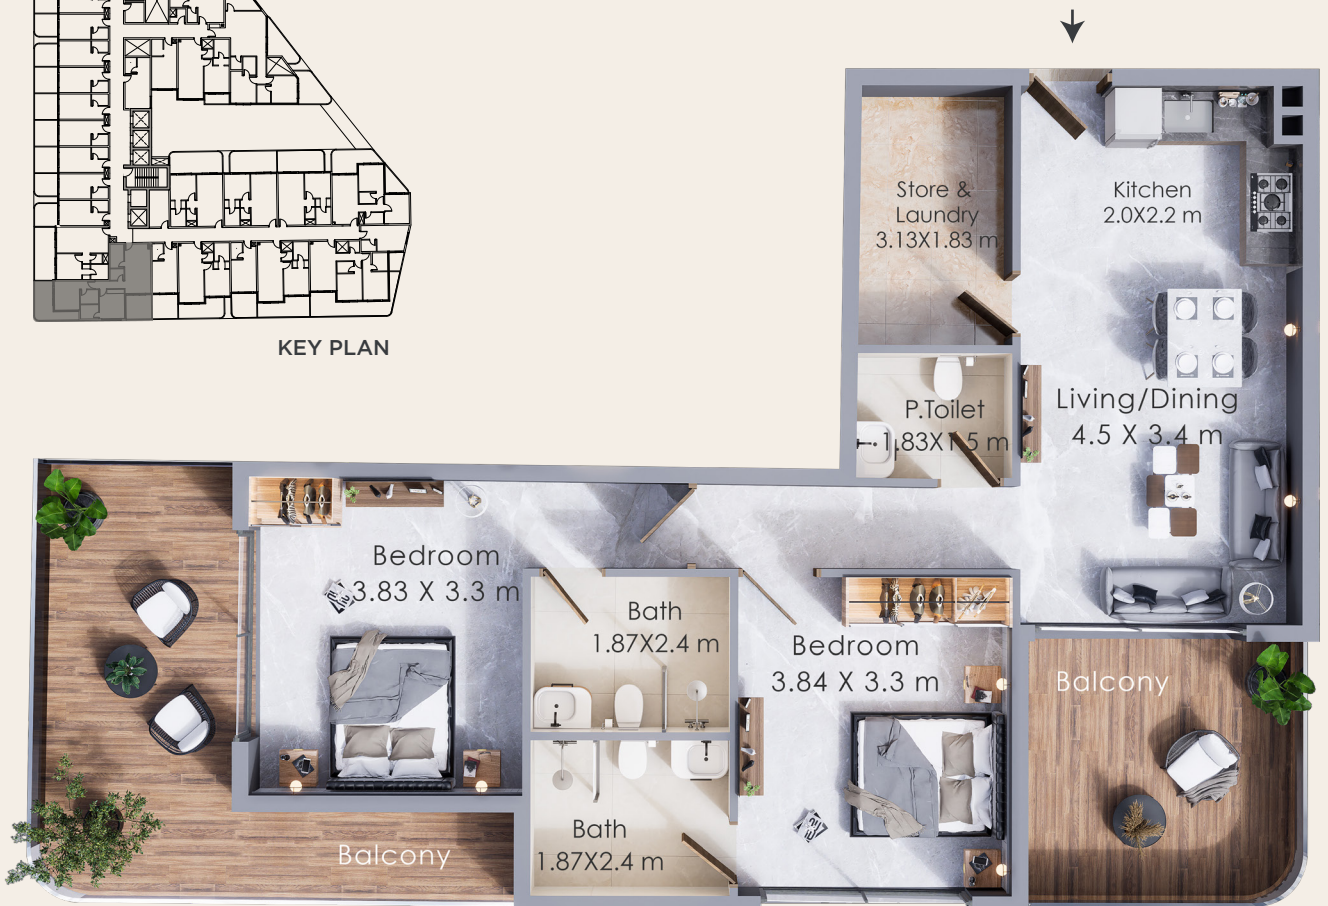 KEY PLAN
Store &
Laundry
3.13X1.83 m
Kitchen
2.0X2.2 m
P.Toilet
1.83X1.5 m
Living/Dining
4.5 X 3.4 m
Bedroom
3.83 X 3.3 m
Bath
1.87X2.4 m
Bedroom
3.84 X 3.3 m
Balcony
Bath
1.87X2.4 m
Balcony